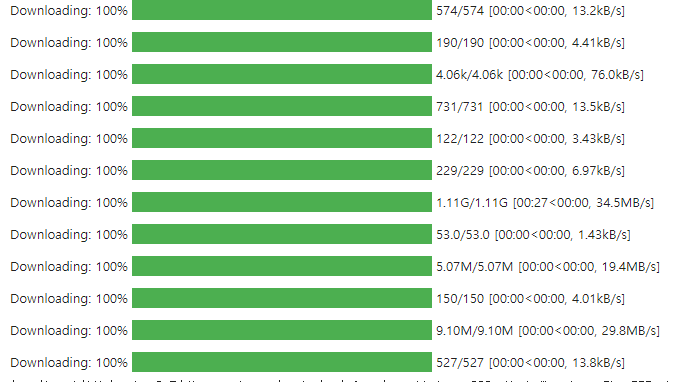 Downloading: 100% 574/574 [00:00<00:00, 13.2kB/s]
Downloading: 100% 190/190 [00:00<00:00, 4.41kB/s]
Downloading: 100% 4.06k/4.06k [00:00<00:00, 76.0kB/s]
Downloading: 100% 731/731 [00:00<00:00, 13.5kB/s]
Downloading: 100% 122/122 [00:00<00:00, 3.43kB/s]
Downloading: 100% 229/229 [00:00<00:00, 6.97kB/s]
Downloading: 100% 1.11G/1.11G [00:27<00:00, 34.5MB/s]
Downloading: 100% 53.0/53.0 [00:00<00:00, 1.43kB/s]
Downloading: 100% 5.07M/5.07M [00:00<00:00, 19.4MB/s]
Downloading: 100% 150/150 [00:00<00:00, 4.01kB/s]
Downloading: 100% 9.10M/9.10M [00:00<00:00, 29.8MB/s]
Downloading: 100% 527/527 [00:00<00:00, 13.8kB/s]